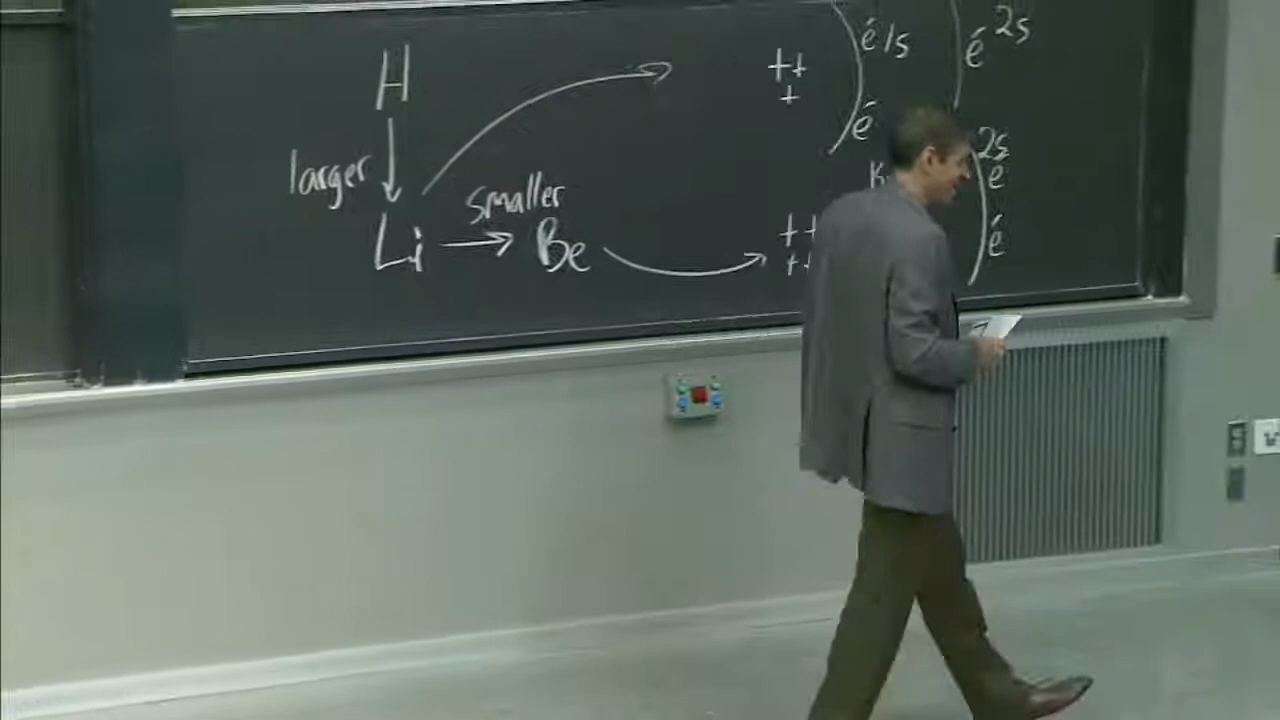 H
larger
Li
smaller
Be
++
+
é 1s
é
é 2s
++
++
2s
é
é